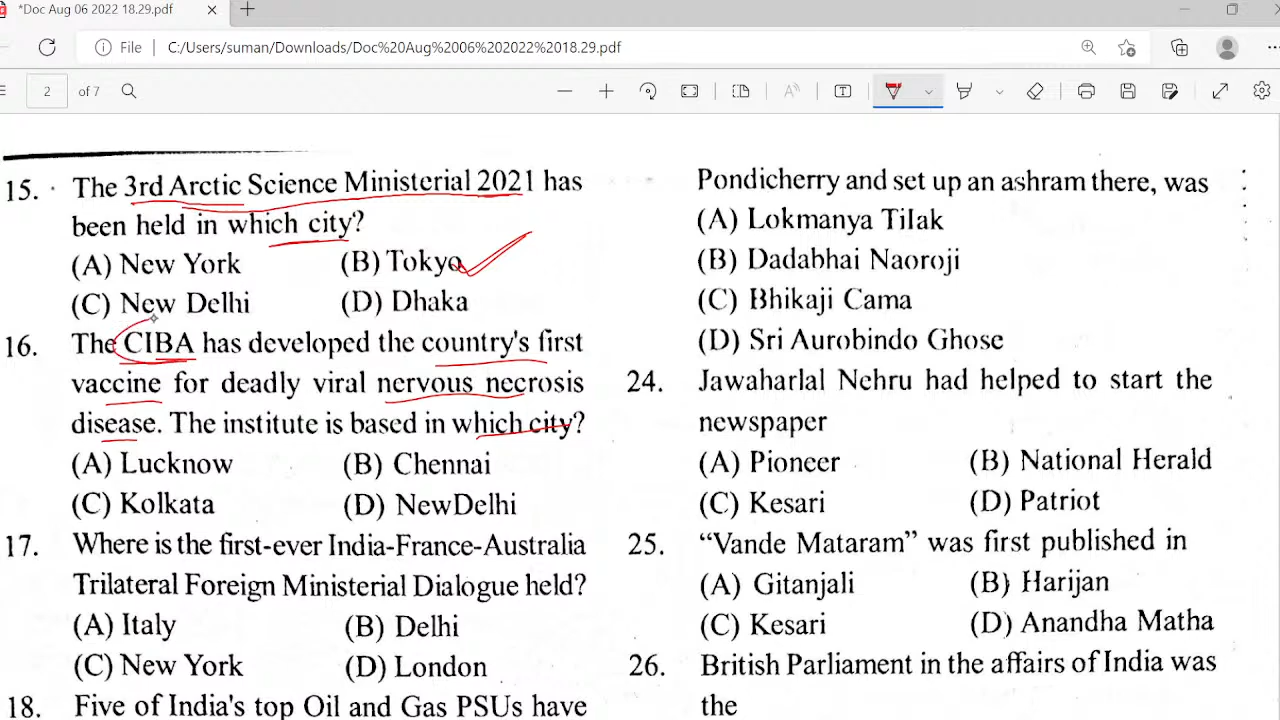 *Doc Aug 06 2022 18.29.pdf
File C:/Users/suman/Downloads/Doc%20Aug%2006%202022%2018.29.pdf
2 of 7
15. The 3rd Arctic Science Ministerial 2021 has
been held in which city?
(A) New York (B) Tokyo
(C) New Delhi (D) Dhaka
16. The CIBA has developed the country's first
vaccine for deadly viral nervous necrosis
disease. The institute is based in which city?
(A) Lucknow (B) Chennai
(C) Kolkata (D) NewDelhi
17. Where is the first-ever India-France-Australia
Trilateral Foreign Ministerial Dialogue held?
(A) Italy (B) Delhi
(C) New York (D) London
18. Five of India's top Oil and Gas PSUs have
Pondicherry and set up an ashram there, was
(A) Lokmanya Tilak
(B) Dadabhai Naoroji
(C) Bhikaji Cama
(D) Sri Aurobindo Ghose
24. Jawaharlal Nehru had helped to start the
newspaper
(A) Pioneer (B) National Herald
(C) Kesari (D) Patriot
25. “Vande Mataram” was first published in
(A) Gitanjali (B) Harijan
(C) Kesari (D) Anandha Matha
26. British Parliament in the affairs of India was
the